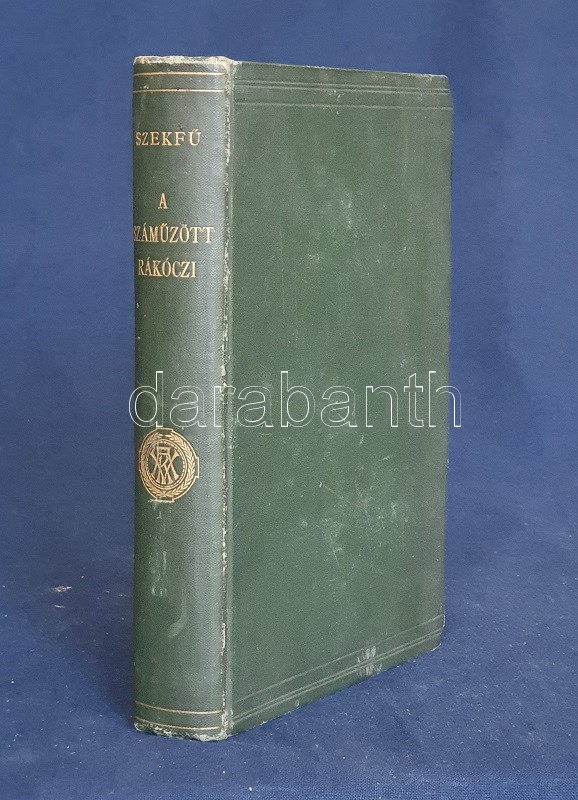 SZEKFŰ
A
SZÁMŰZÖTT
RÁKÓCZI
darabanth